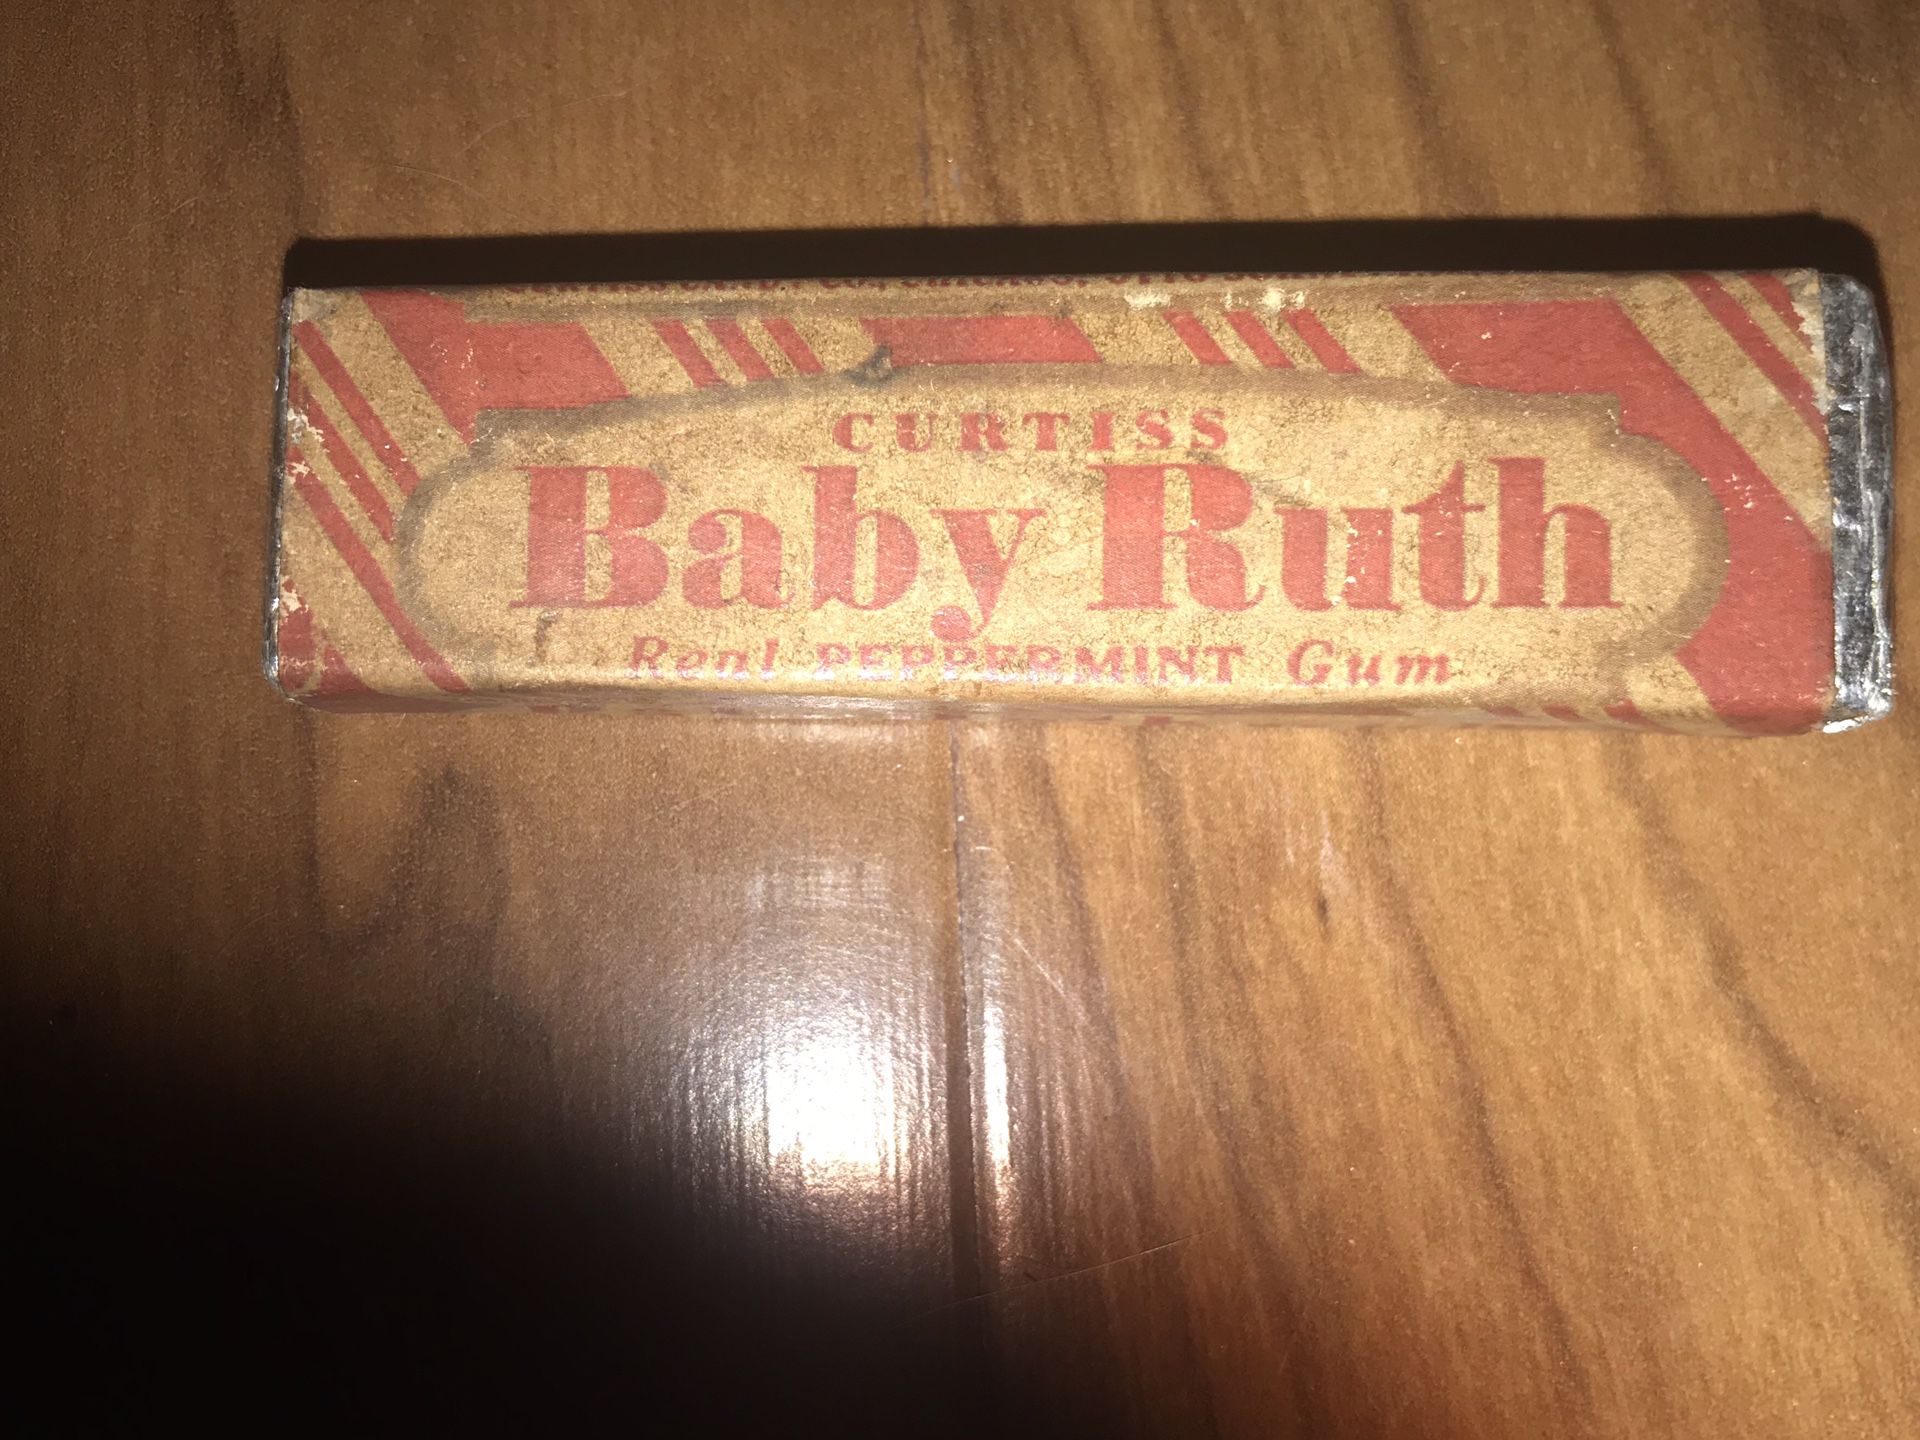 CURTISS
Baby Ruth
Real PEPPERMINT Gum